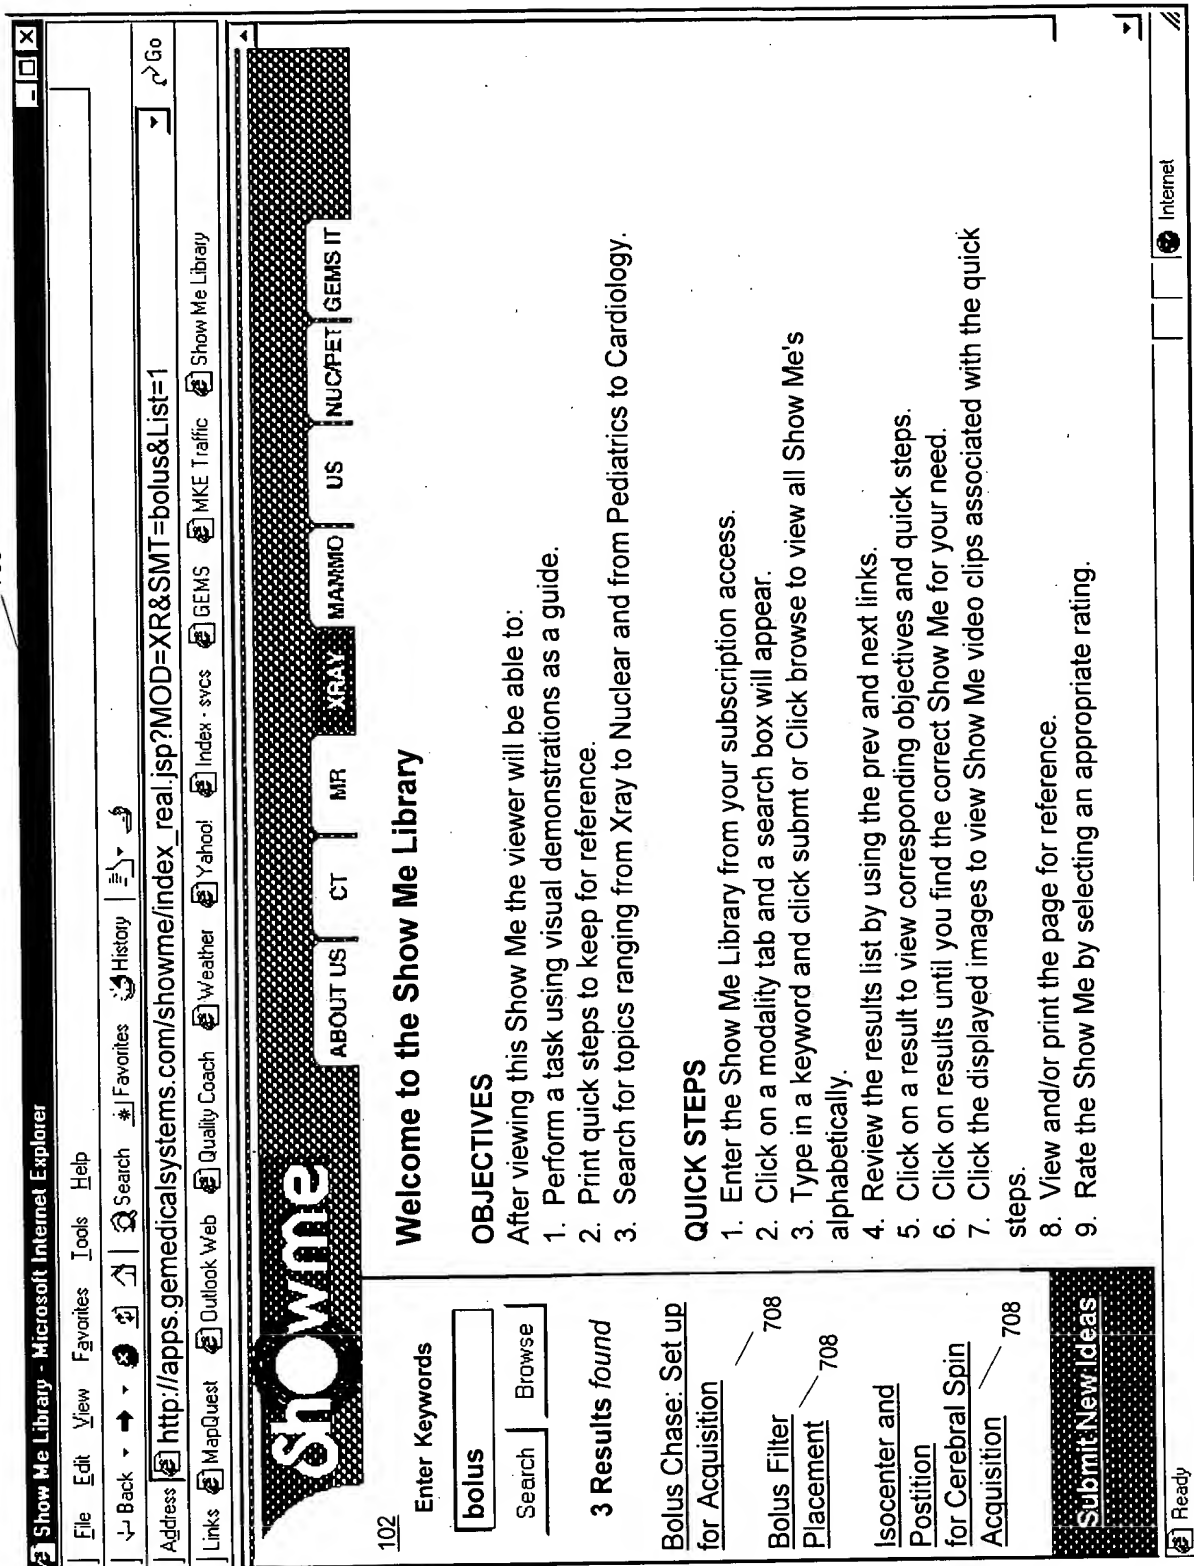 Show Me Library - Microsoft Internet Explorer
File Edit View Favorites Tools Help
Back Search Favorites History
Address http://apps.gemedicalsystems.com/showme/index_real.jsp?MOD=XR&SMT=bolus&List=1 Go
Links MapQuest Outlook Web Quality Coach Weather Yahoo! Index - svcs GEMS MKE Traffic Show Me Library
Showme
ABOUT US CT MR XRAY MAMMO US NUC/PET GEMS IT
102
Enter Keywords
bolus
Search Browse
3 Results found
Bolus Chase: Set up
for Acquisition
708
Bolus Filter
Placement
708
Isocenter and
Postition
for Cerebral Spin
Acquisition
708
Submit New Ideas
Welcome to the Show Me Library
OBJECTIVES
After viewing this Show Me the viewer will be able to:
1. Perform a task using visual demonstrations as a guide.
2. Print quick steps to keep for reference.
3. Search for topics ranging from Xray to Nuclear and from Pediatrics to Cardiology.
QUICK STEPS
1. Enter the Show Me Library from your subscription access.
2. Click on a modality tab and a search box will appear.
3. Type in a keyword and click submt or Click browse to view all Show Me's
alphabetically.
4. Review the results list by using the prev and next links.
5. Click on a result to view corresponding objectives and quick steps.
6. Click on results until you find the correct Show Me for your need.
7. Click the displayed images to view Show Me video clips associated with the quick
steps.
8. View and/or print the page for reference.
9. Rate the Show Me by selecting an appropriate rating.
Ready Internet